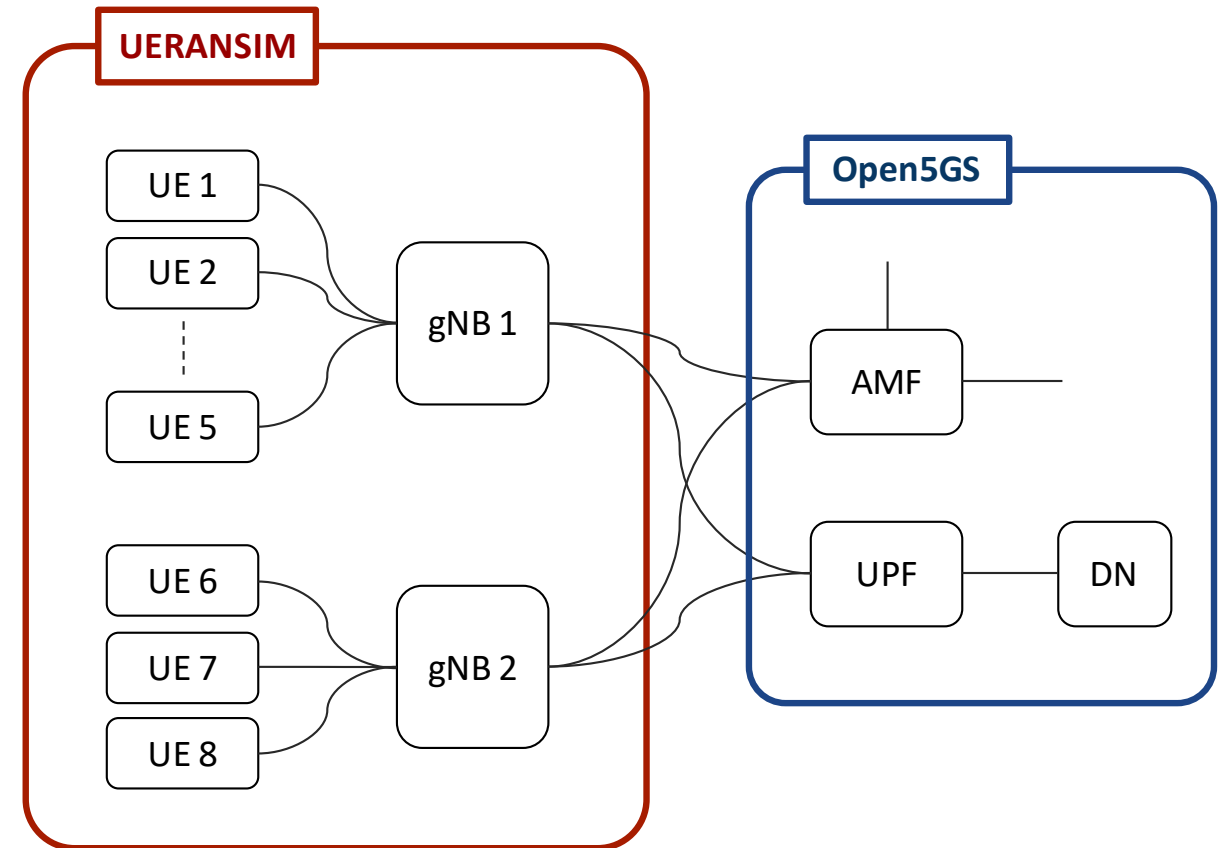 UERANSIM
UE 1
UE 2
UE 5
gNB 1
UE 6
UE 7
UE 8
gNB 2
Open5GS
AMF
UPF
DN